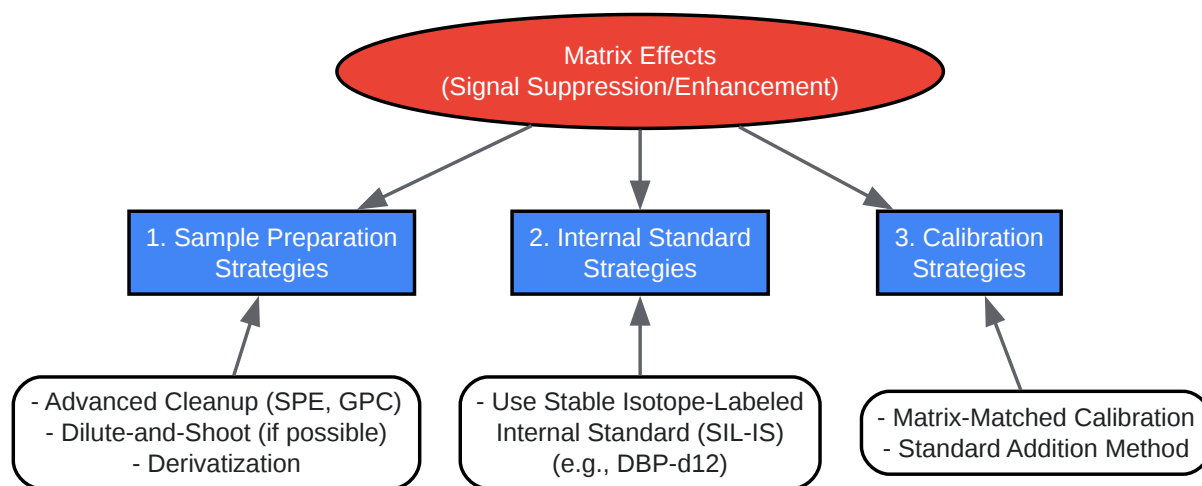 Matrix Effects
(Signal Suppression/Enhancement)
1. Sample Preparation
Strategies
2. Internal Standard
Strategies
3. Calibration
Strategies
- Advanced Cleanup (SPE, GPC)
- Dilute-and-Shoot (if possible)
- Derivatization
- Use Stable Isotope-Labeled
Internal Standard (SIL-IS)
(e.g., DBP-d12)
- Matrix-Matched Calibration
- Standard Addition Method